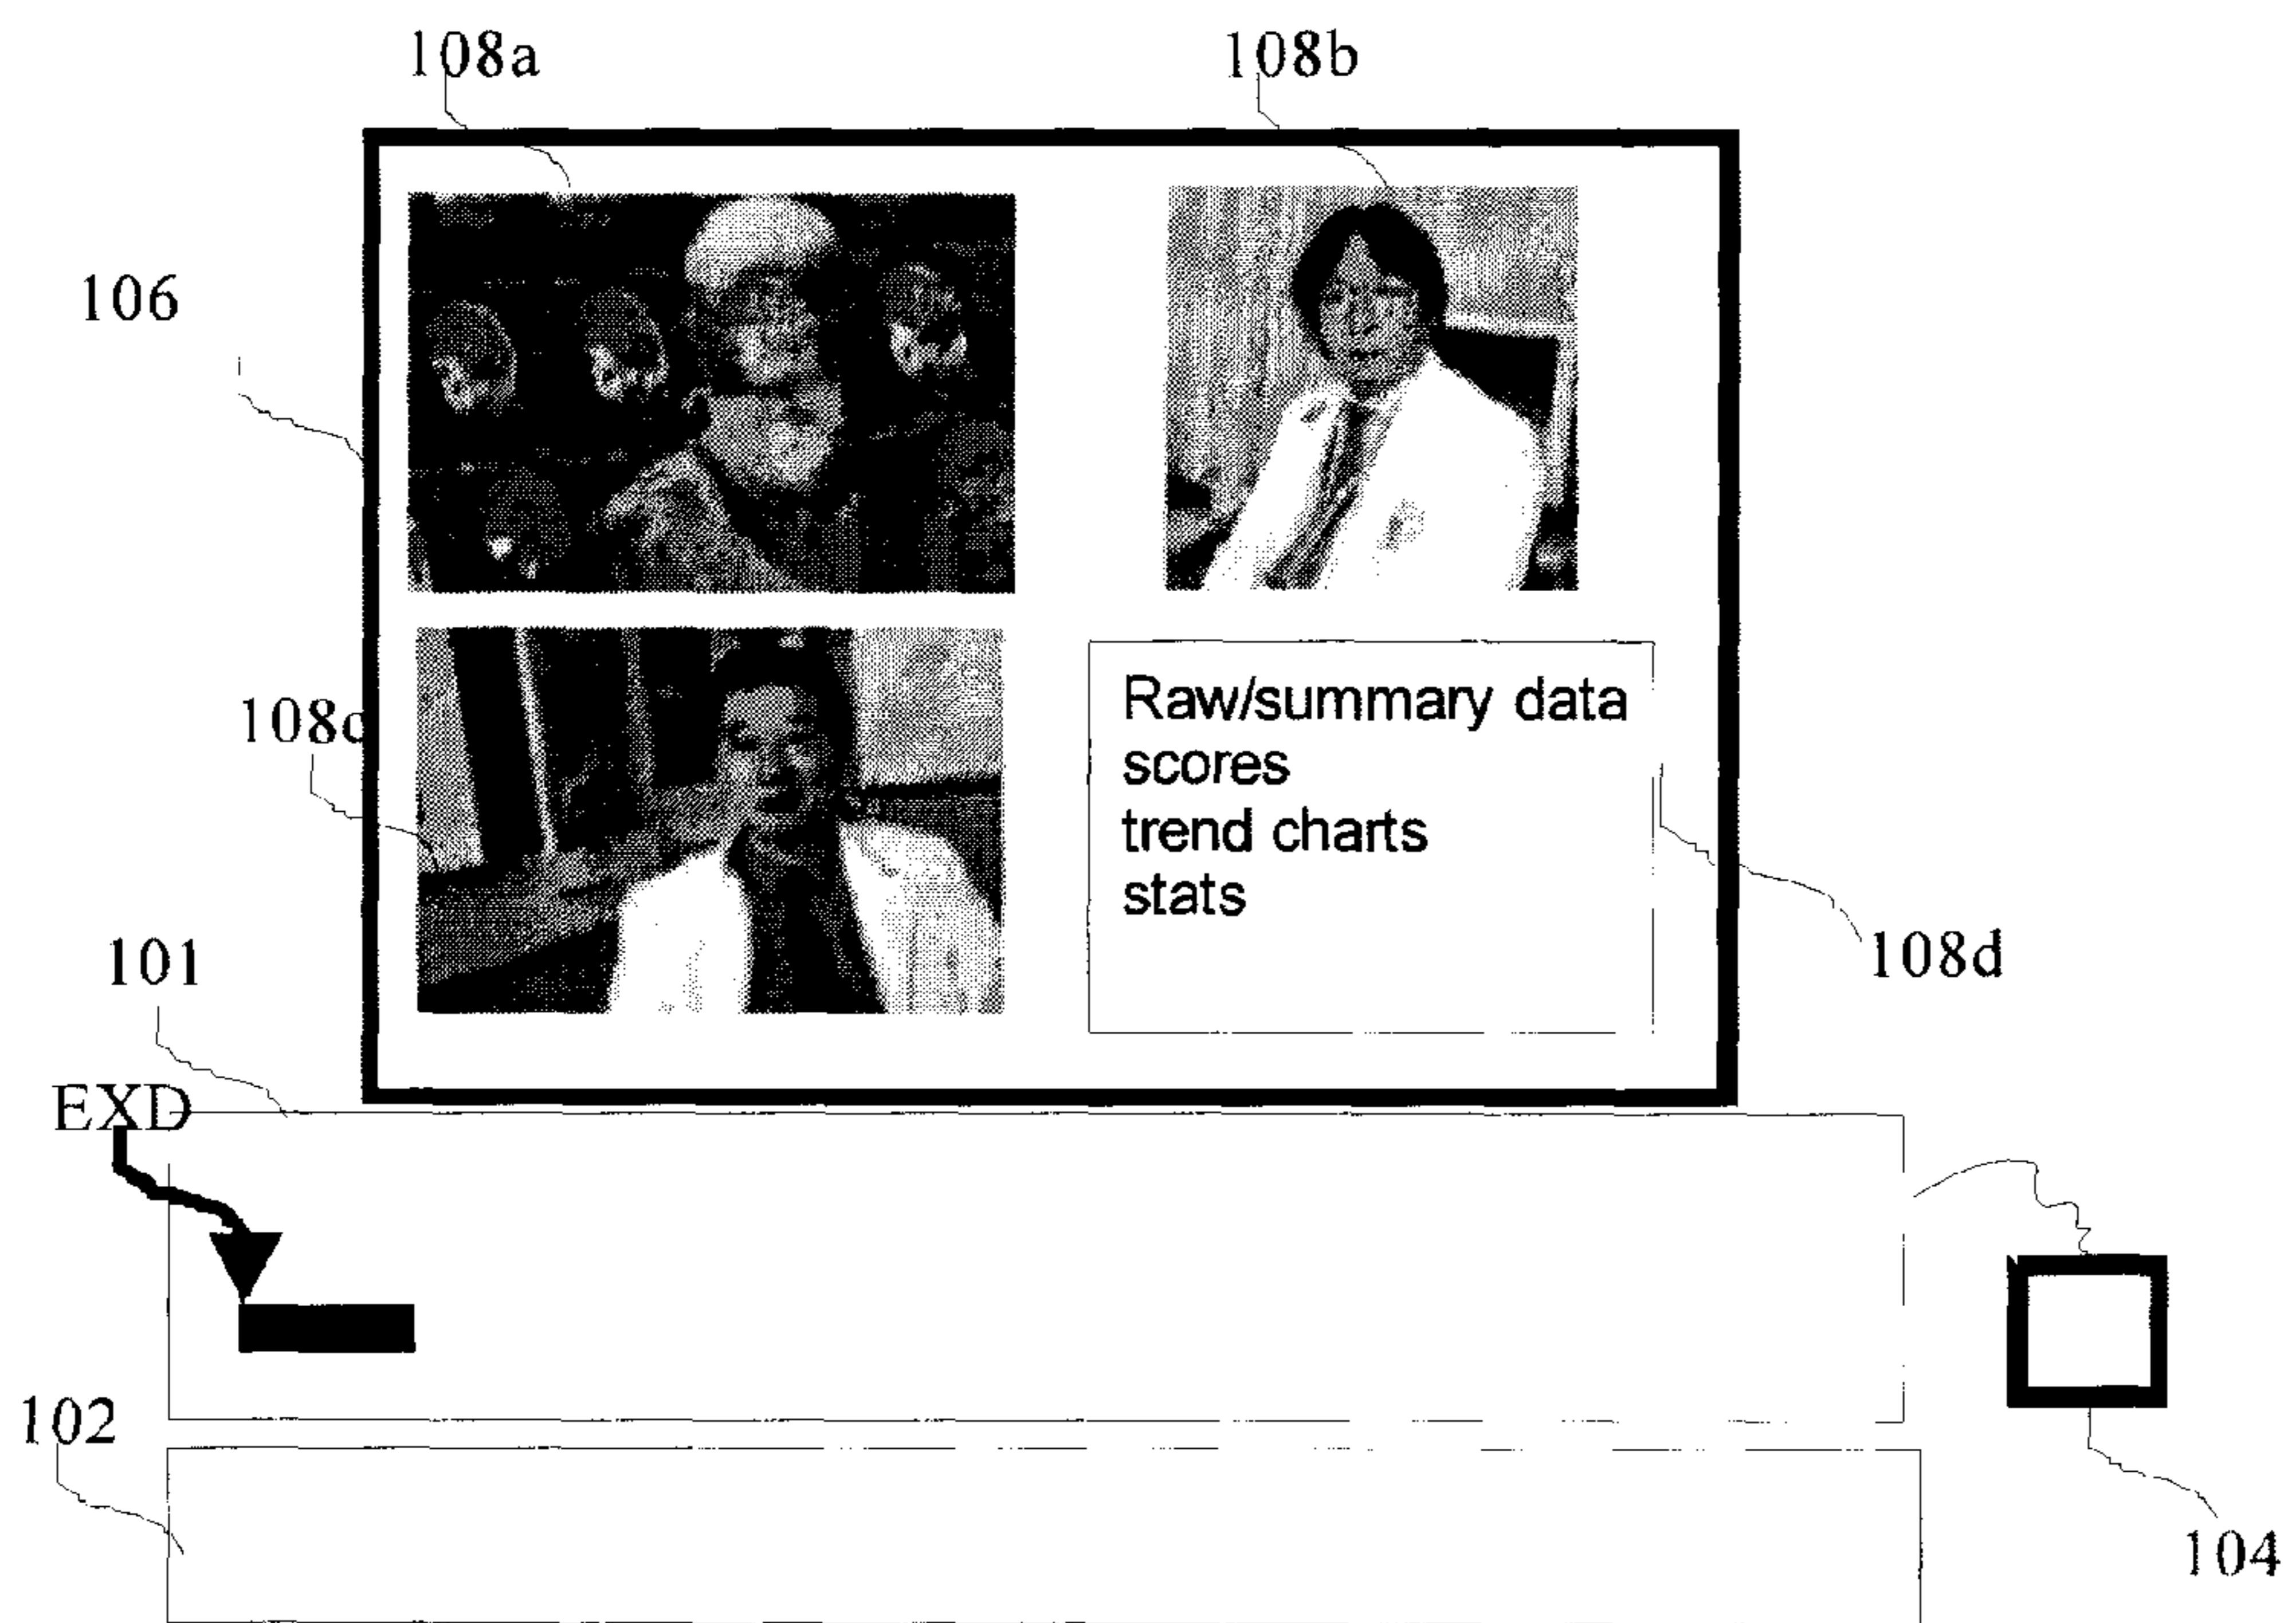 108a
108b
106
108c
Raw/summary data
scores
trend charts
stats
108d
101
EXD
102
104